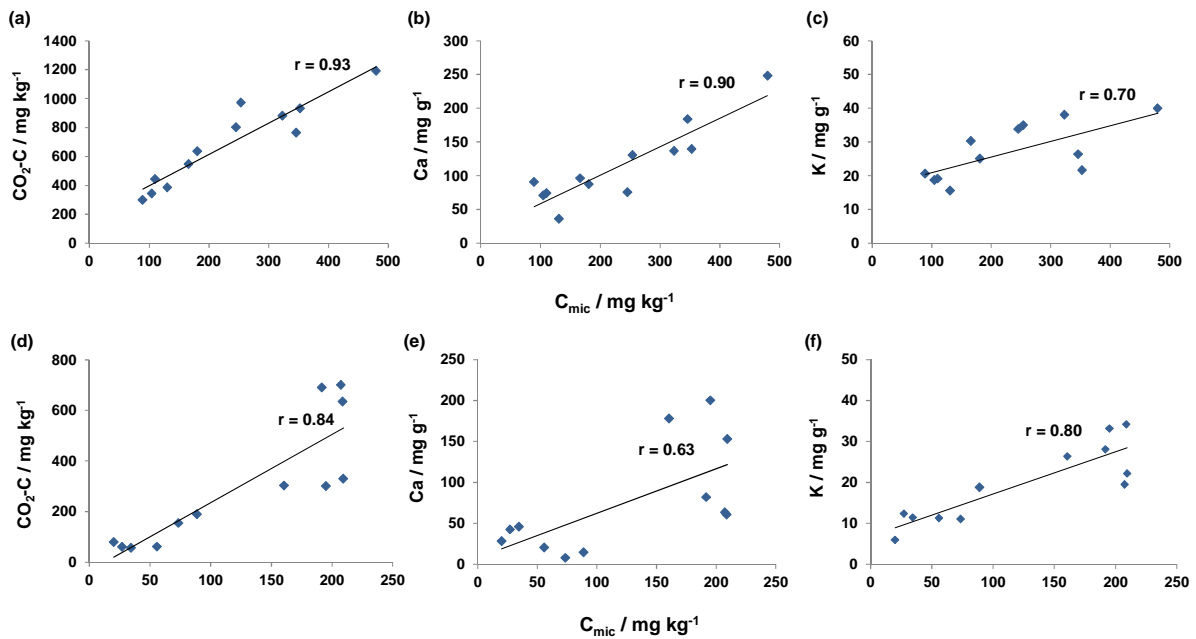 (a)
CO₂-C / mg kg⁻¹
1400
1200
1000
800
600
400
200
0
r = 0.93
0 100 200 300 400 500
(b)
Ca / mg g⁻¹
300
250
200
150
100
50
0
r = 0.90
0 100 200 300 400 500
(c)
K / mg g⁻¹
60
50
40
30
20
10
0
r = 0.70
0 100 200 300 400 500
C_mic / mg kg⁻¹
(d)
CO₂-C / mg kg⁻¹
800
600
400
200
0
r = 0.84
0 50 100 150 200 250
(e)
Ca / mg g⁻¹
250
200
150
100
50
0
r = 0.63
0 50 100 150 200 250
(f)
K / mg g⁻¹
50
40
30
20
10
0
r = 0.80
0 50 100 150 200 250
C_mic / mg kg⁻¹